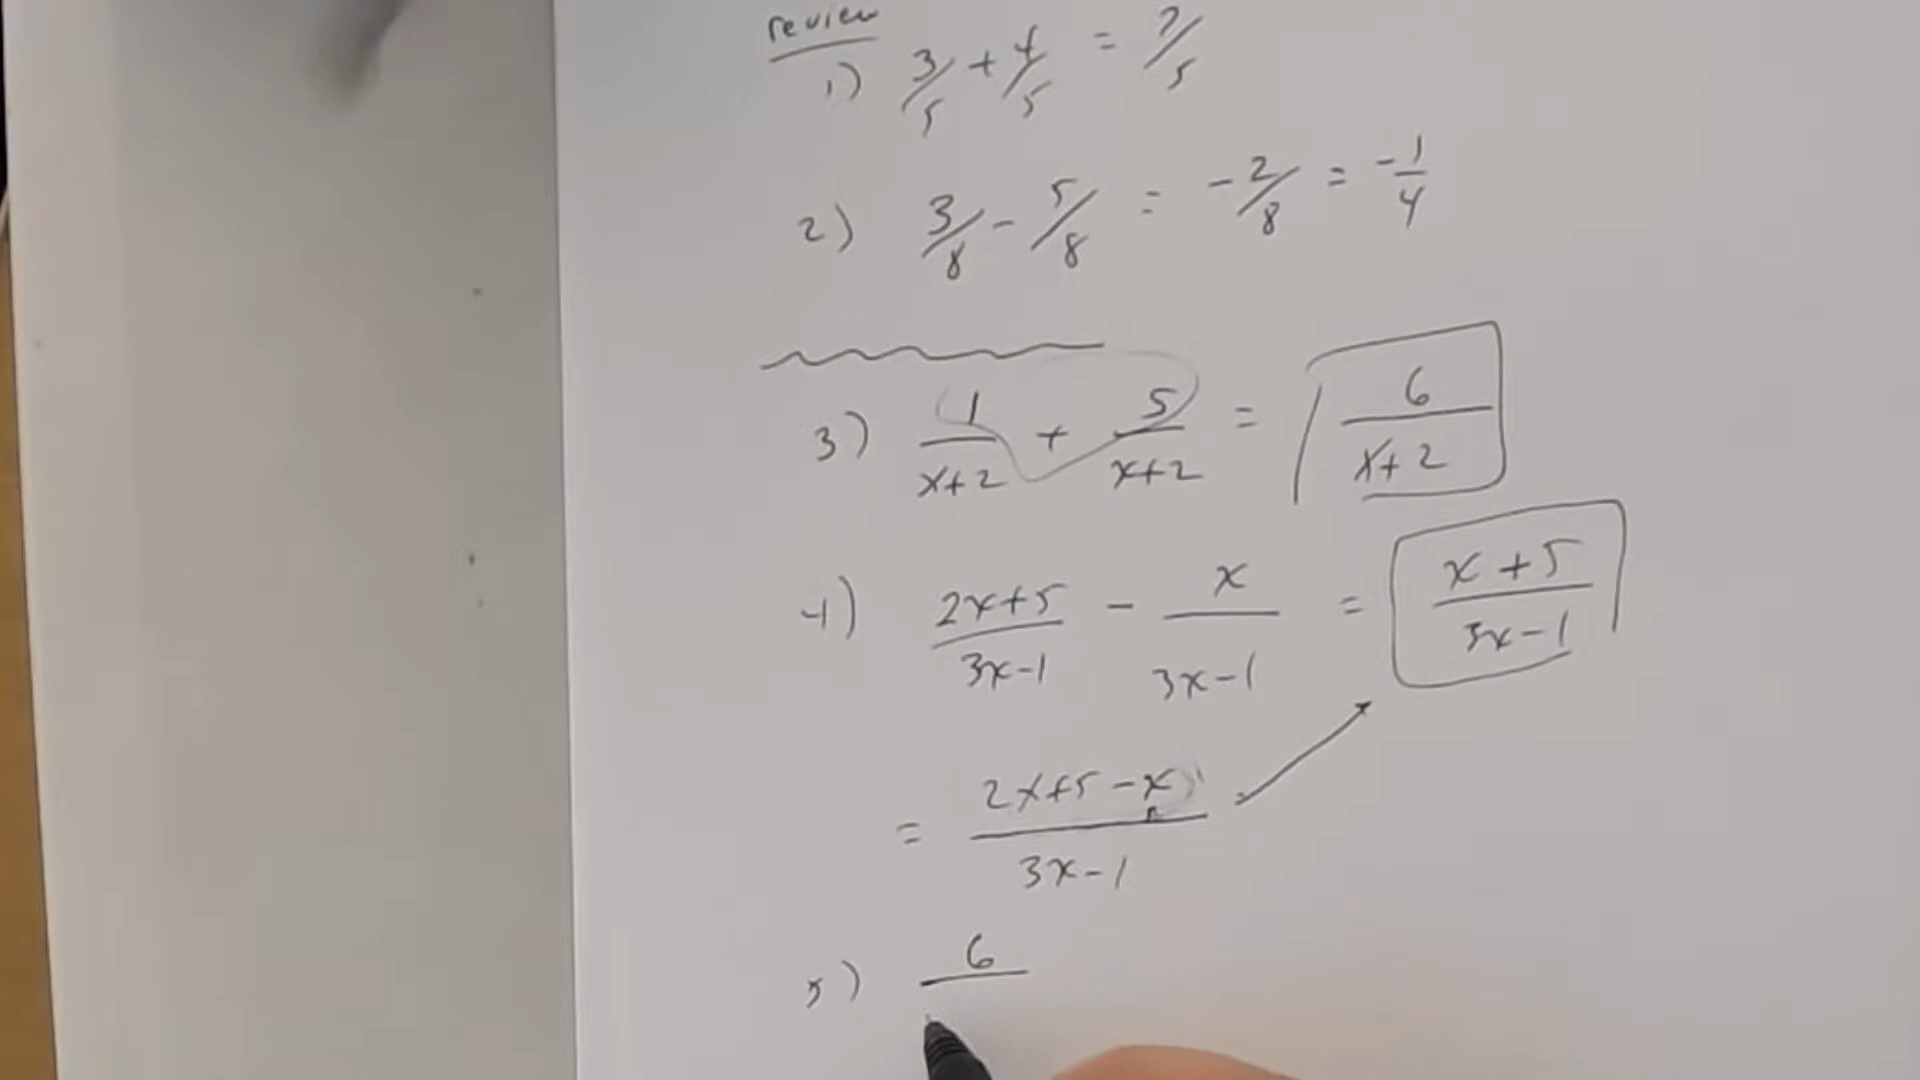 review
1) 3/5 + 4/5 = 7/5
2) 3/8 - 5/8 = -2/8 = -1/4
3) 1/x+2 + 5/x+2 = 6/x+2
4) 2x+5/3x-1 - x/3x-1 = x+5/3x-1
= 2x+5-x/3x-1
5) 6